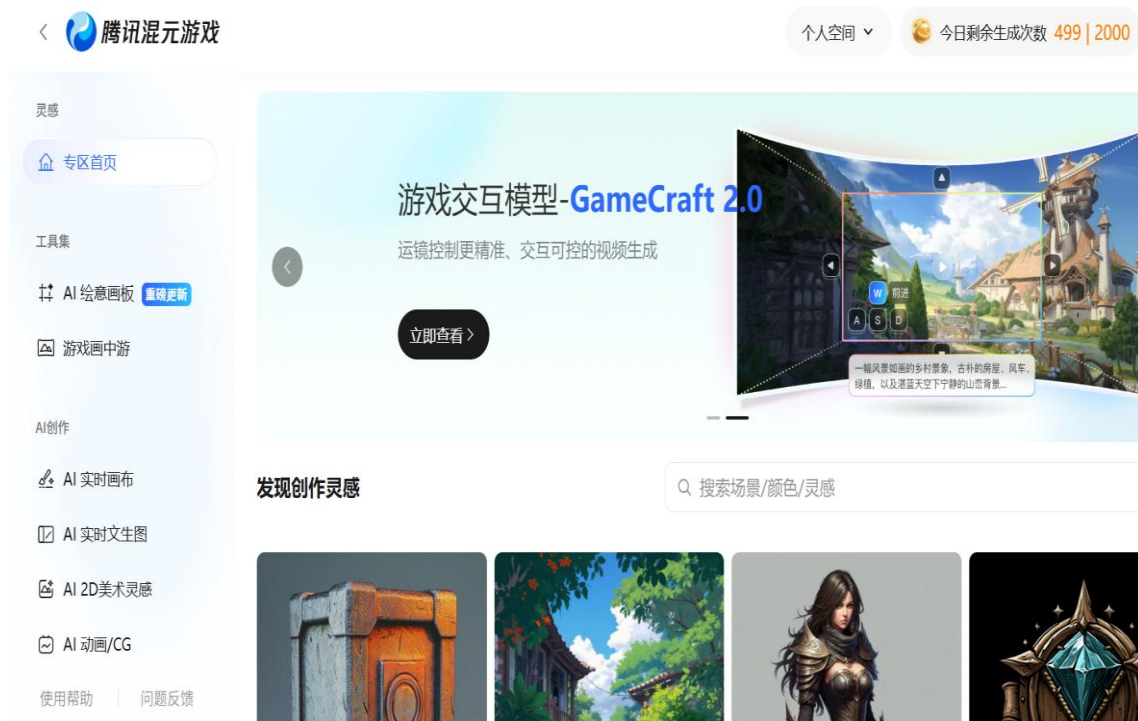 腾讯混元游戏
个人空间
今日剩余生成次数 499 | 2000
灵感
专区首页
工具集
AI 绘意画板 重磅更新
游戏画中游
AI创作
AI 实时画布
AI 实时文生图
AI 2D美术灵感
AI 动画/CG
使用帮助 | 问题反馈
游戏交互模型-GameCraft 2.0
运镜控制更精准、交互可控的视频生成
立即查看
W 前进
A S D
一幅风景如画的乡村景象，古朴的房屋、风车、
绿植，以及湛蓝天空下宁静的山峦背景...
发现创作灵感
搜索场景/颜色/灵感